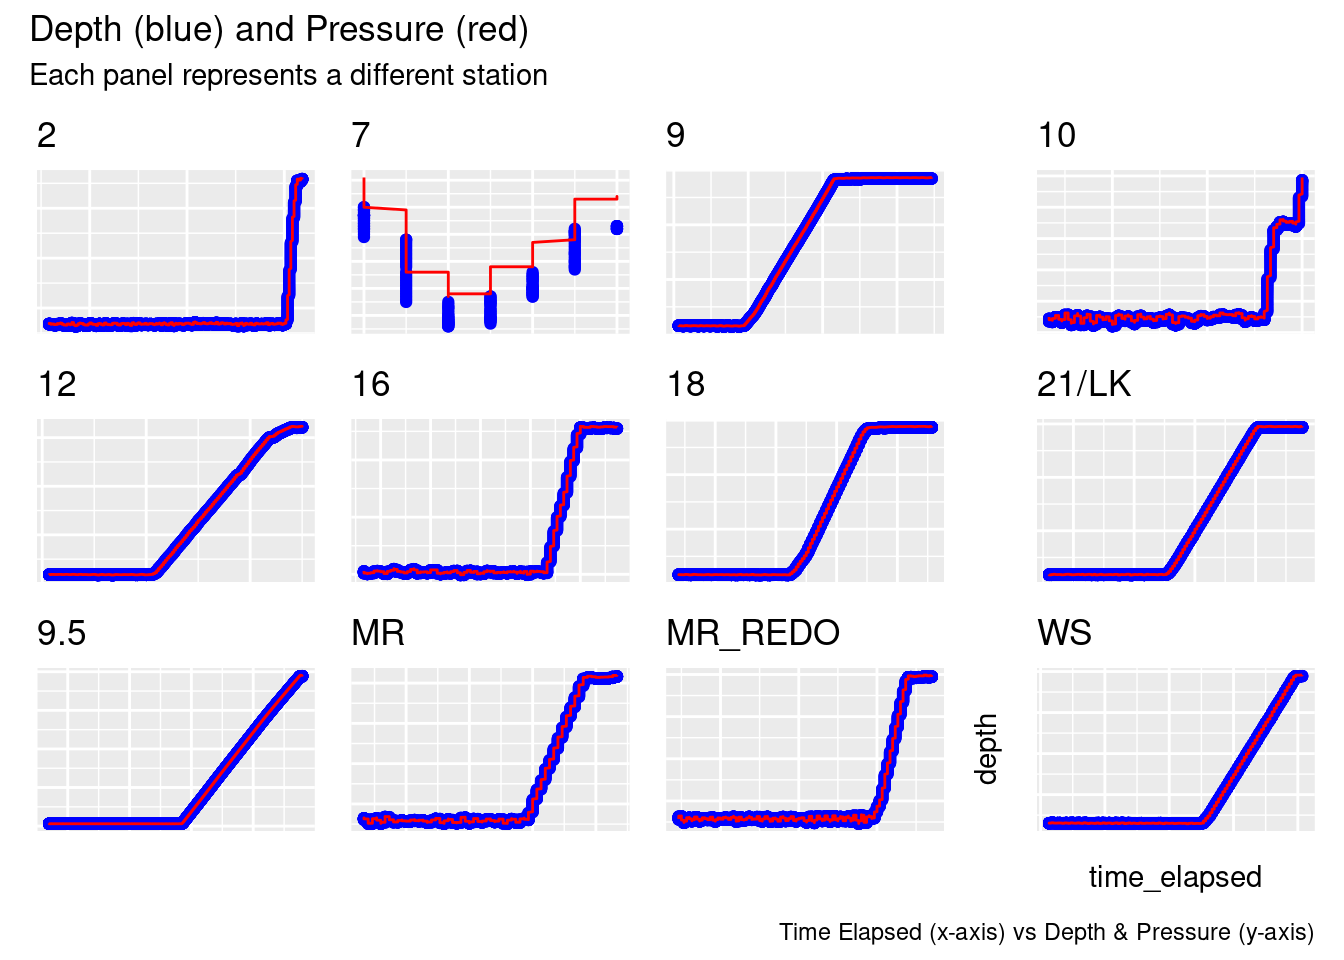 Depth (blue) and Pressure (red)
Each panel represents a different station
2
7
9
10
12
16
18
21/LK
9.5
MR
MR_REDO
WS
depth
time_elapsed
Time Elapsed (x-axis) vs Depth & Pressure (y-axis)